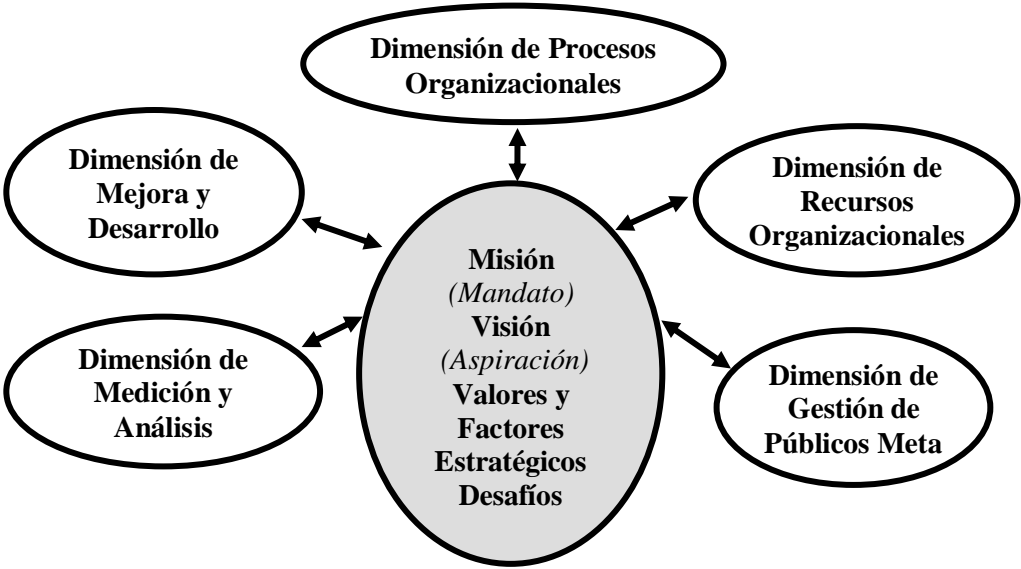 Dimensión de Procesos
Organizacionales
Dimensión de
Mejora y
Desarrollo
Dimensión de
Recursos
Organizacionales
Misión
(Mandato)
Visión
(Aspiración)
Valores y
Factores
Estratégicos
Desafíos
Dimensión de
Medición y
Análisis
Dimensión de
Gestión de
Públicos Meta